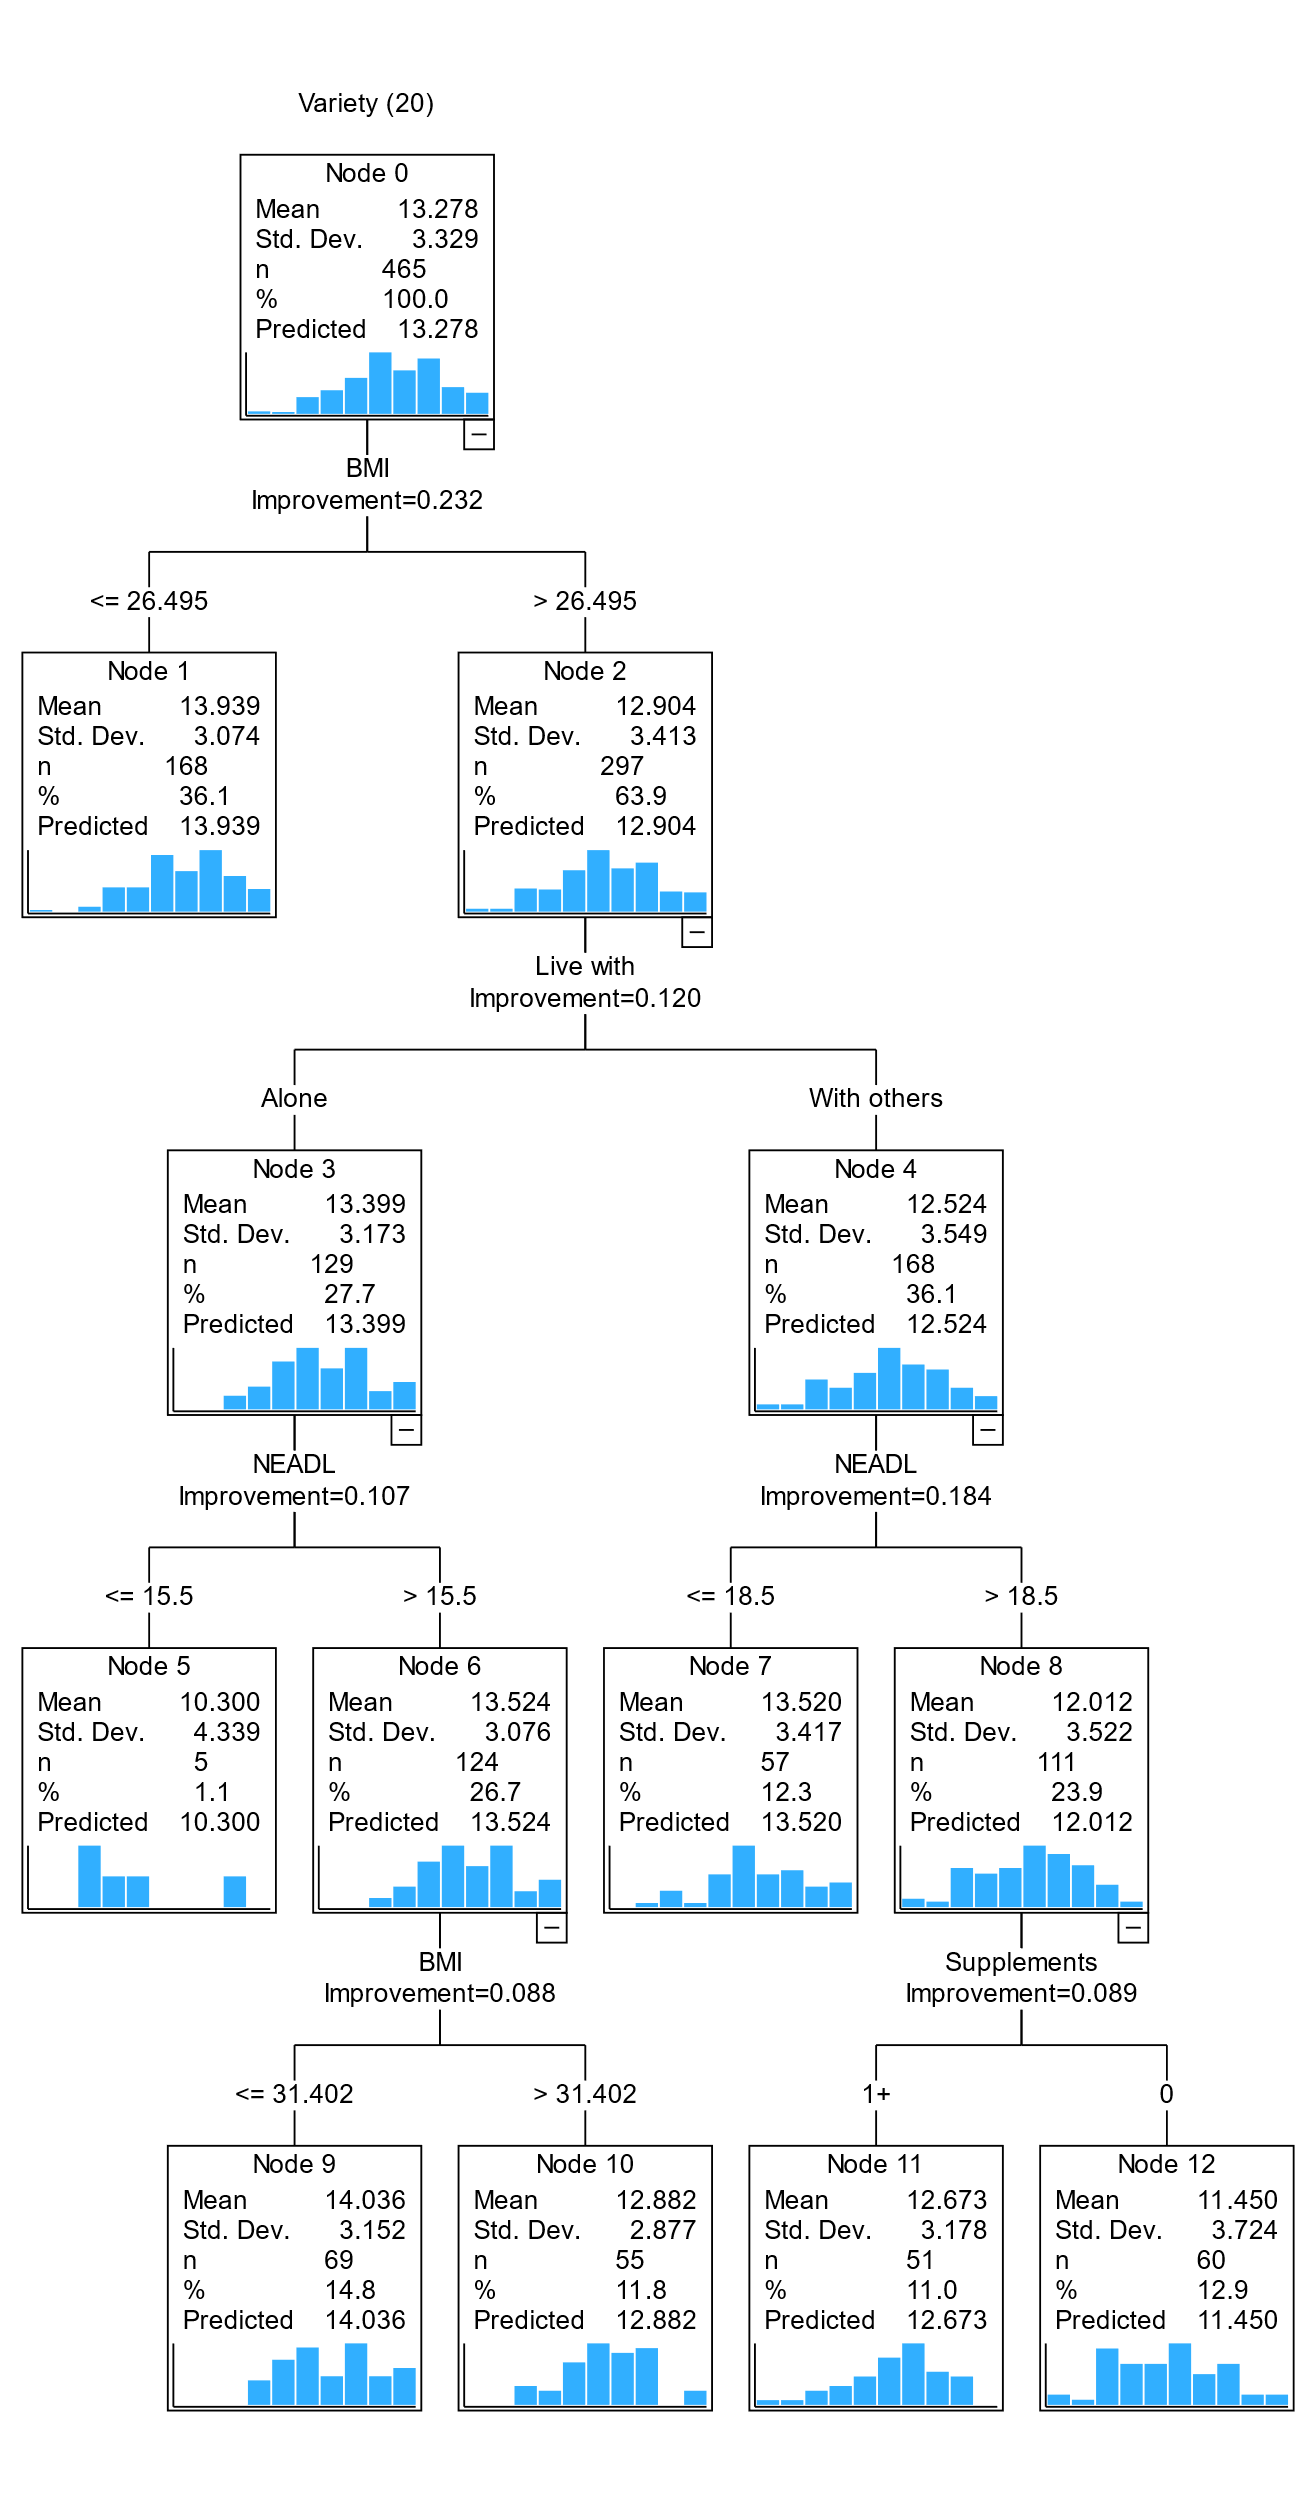 Variety (20)
Node 0
Mean 13.278
Std. Dev. 3.329
n 465
% 100.0
Predicted 13.278
BMI
Improvement=0.232
<= 26.495
> 26.495
Node 1
Mean 13.939
Std. Dev. 3.074
n 168
% 36.1
Predicted 13.939
Node 2
Mean 12.904
Std. Dev. 3.413
n 297
% 63.9
Predicted 12.904
Live with
Improvement=0.120
Alone
With others
Node 3
Mean 13.399
Std. Dev. 3.173
n 129
% 27.7
Predicted 13.399
Node 4
Mean 12.524
Std. Dev. 3.549
n 168
% 36.1
Predicted 12.524
NEADL
Improvement=0.107
NEADL
Improvement=0.184
<= 15.5
> 15.5
<= 18.5
> 18.5
Node 5
Mean 10.300
Std. Dev. 4.339
n 5
% 1.1
Predicted 10.300
Node 6
Mean 13.524
Std. Dev. 3.076
n 124
% 26.7
Predicted 13.524
Node 7
Mean 13.520
Std. Dev. 3.417
n 57
% 12.3
Predicted 13.520
Node 8
Mean 12.012
Std. Dev. 3.522
n 111
% 23.9
Predicted 12.012
BMI
Improvement=0.088
Supplements
Improvement=0.089
<= 31.402
> 31.402
1+
0
Node 9
Mean 14.036
Std. Dev. 3.152
n 69
% 14.8
Predicted 14.036
Node 10
Mean 12.882
Std. Dev. 2.877
n 55
% 11.8
Predicted 12.882
Node 11
Mean 12.673
Std. Dev. 3.178
n 51
% 11.0
Predicted 12.673
Node 12
Mean 11.450
Std. Dev. 3.724
n 60
% 12.9
Predicted 11.450